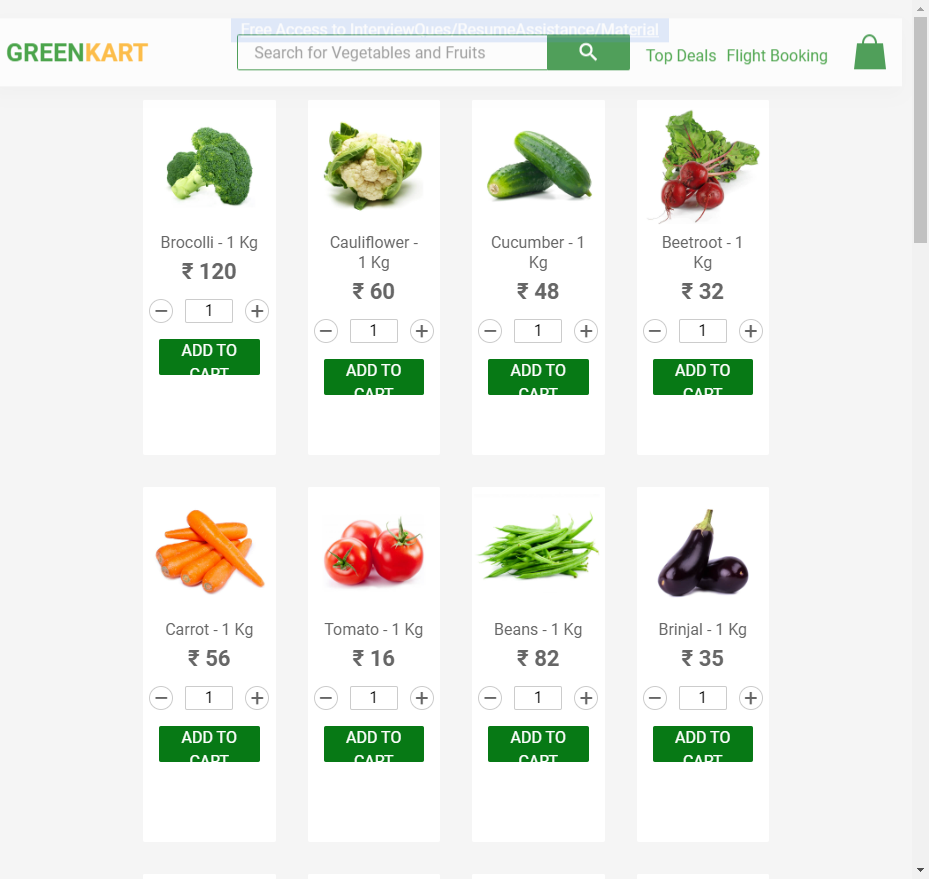 Free Access to InterviewQues/ResumeAssistance/Material
GREENKART
Search for Vegetables and Fruits
Top Deals Flight Booking
Brocolli - 1 Kg
₹ 120
1
ADD TO
CART
Cauliflower -
1 Kg
₹ 60
1
ADD TO
CART
Cucumber - 1
Kg
₹ 48
1
ADD TO
CART
Beetroot - 1
Kg
₹ 32
1
ADD TO
CART
Carrot - 1 Kg
₹ 56
1
ADD TO
CART
Tomato - 1 Kg
₹ 16
1
ADD TO
CART
Beans - 1 Kg
₹ 82
1
ADD TO
CART
Brinjal - 1 Kg
₹ 35
1
ADD TO
CART